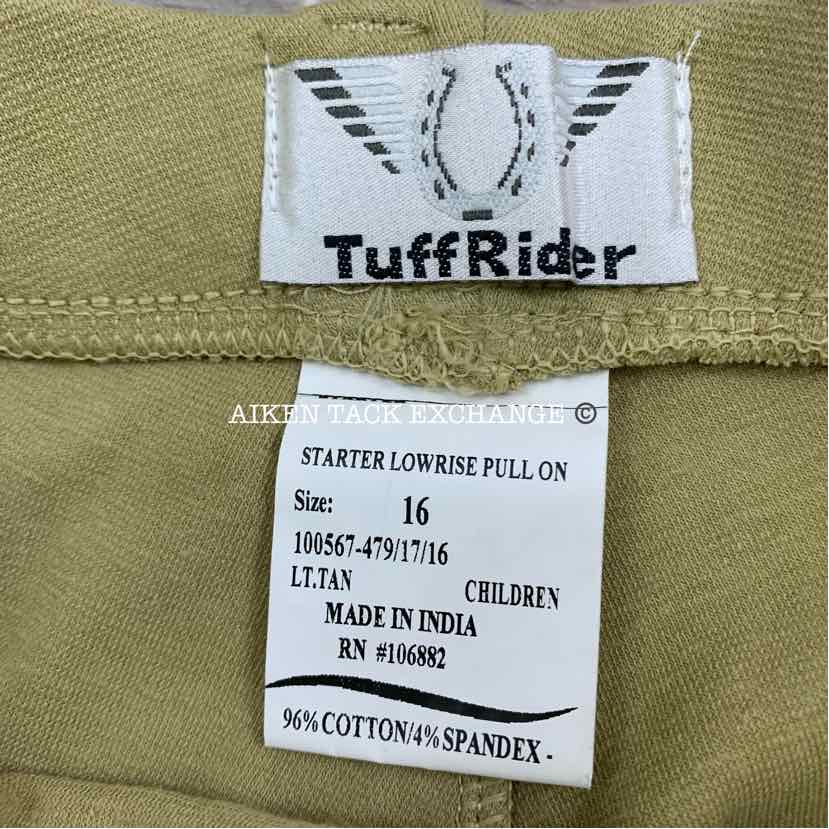 TuffRider
AIKEN TACK EXCHANGE ©
STARTER LOWRISE PULL ON
Size: 16
100567-479/17/16
LT.TAN CHILDREN
MADE IN INDIA
RN #106882
96% COTTON/4% SPANDEX -